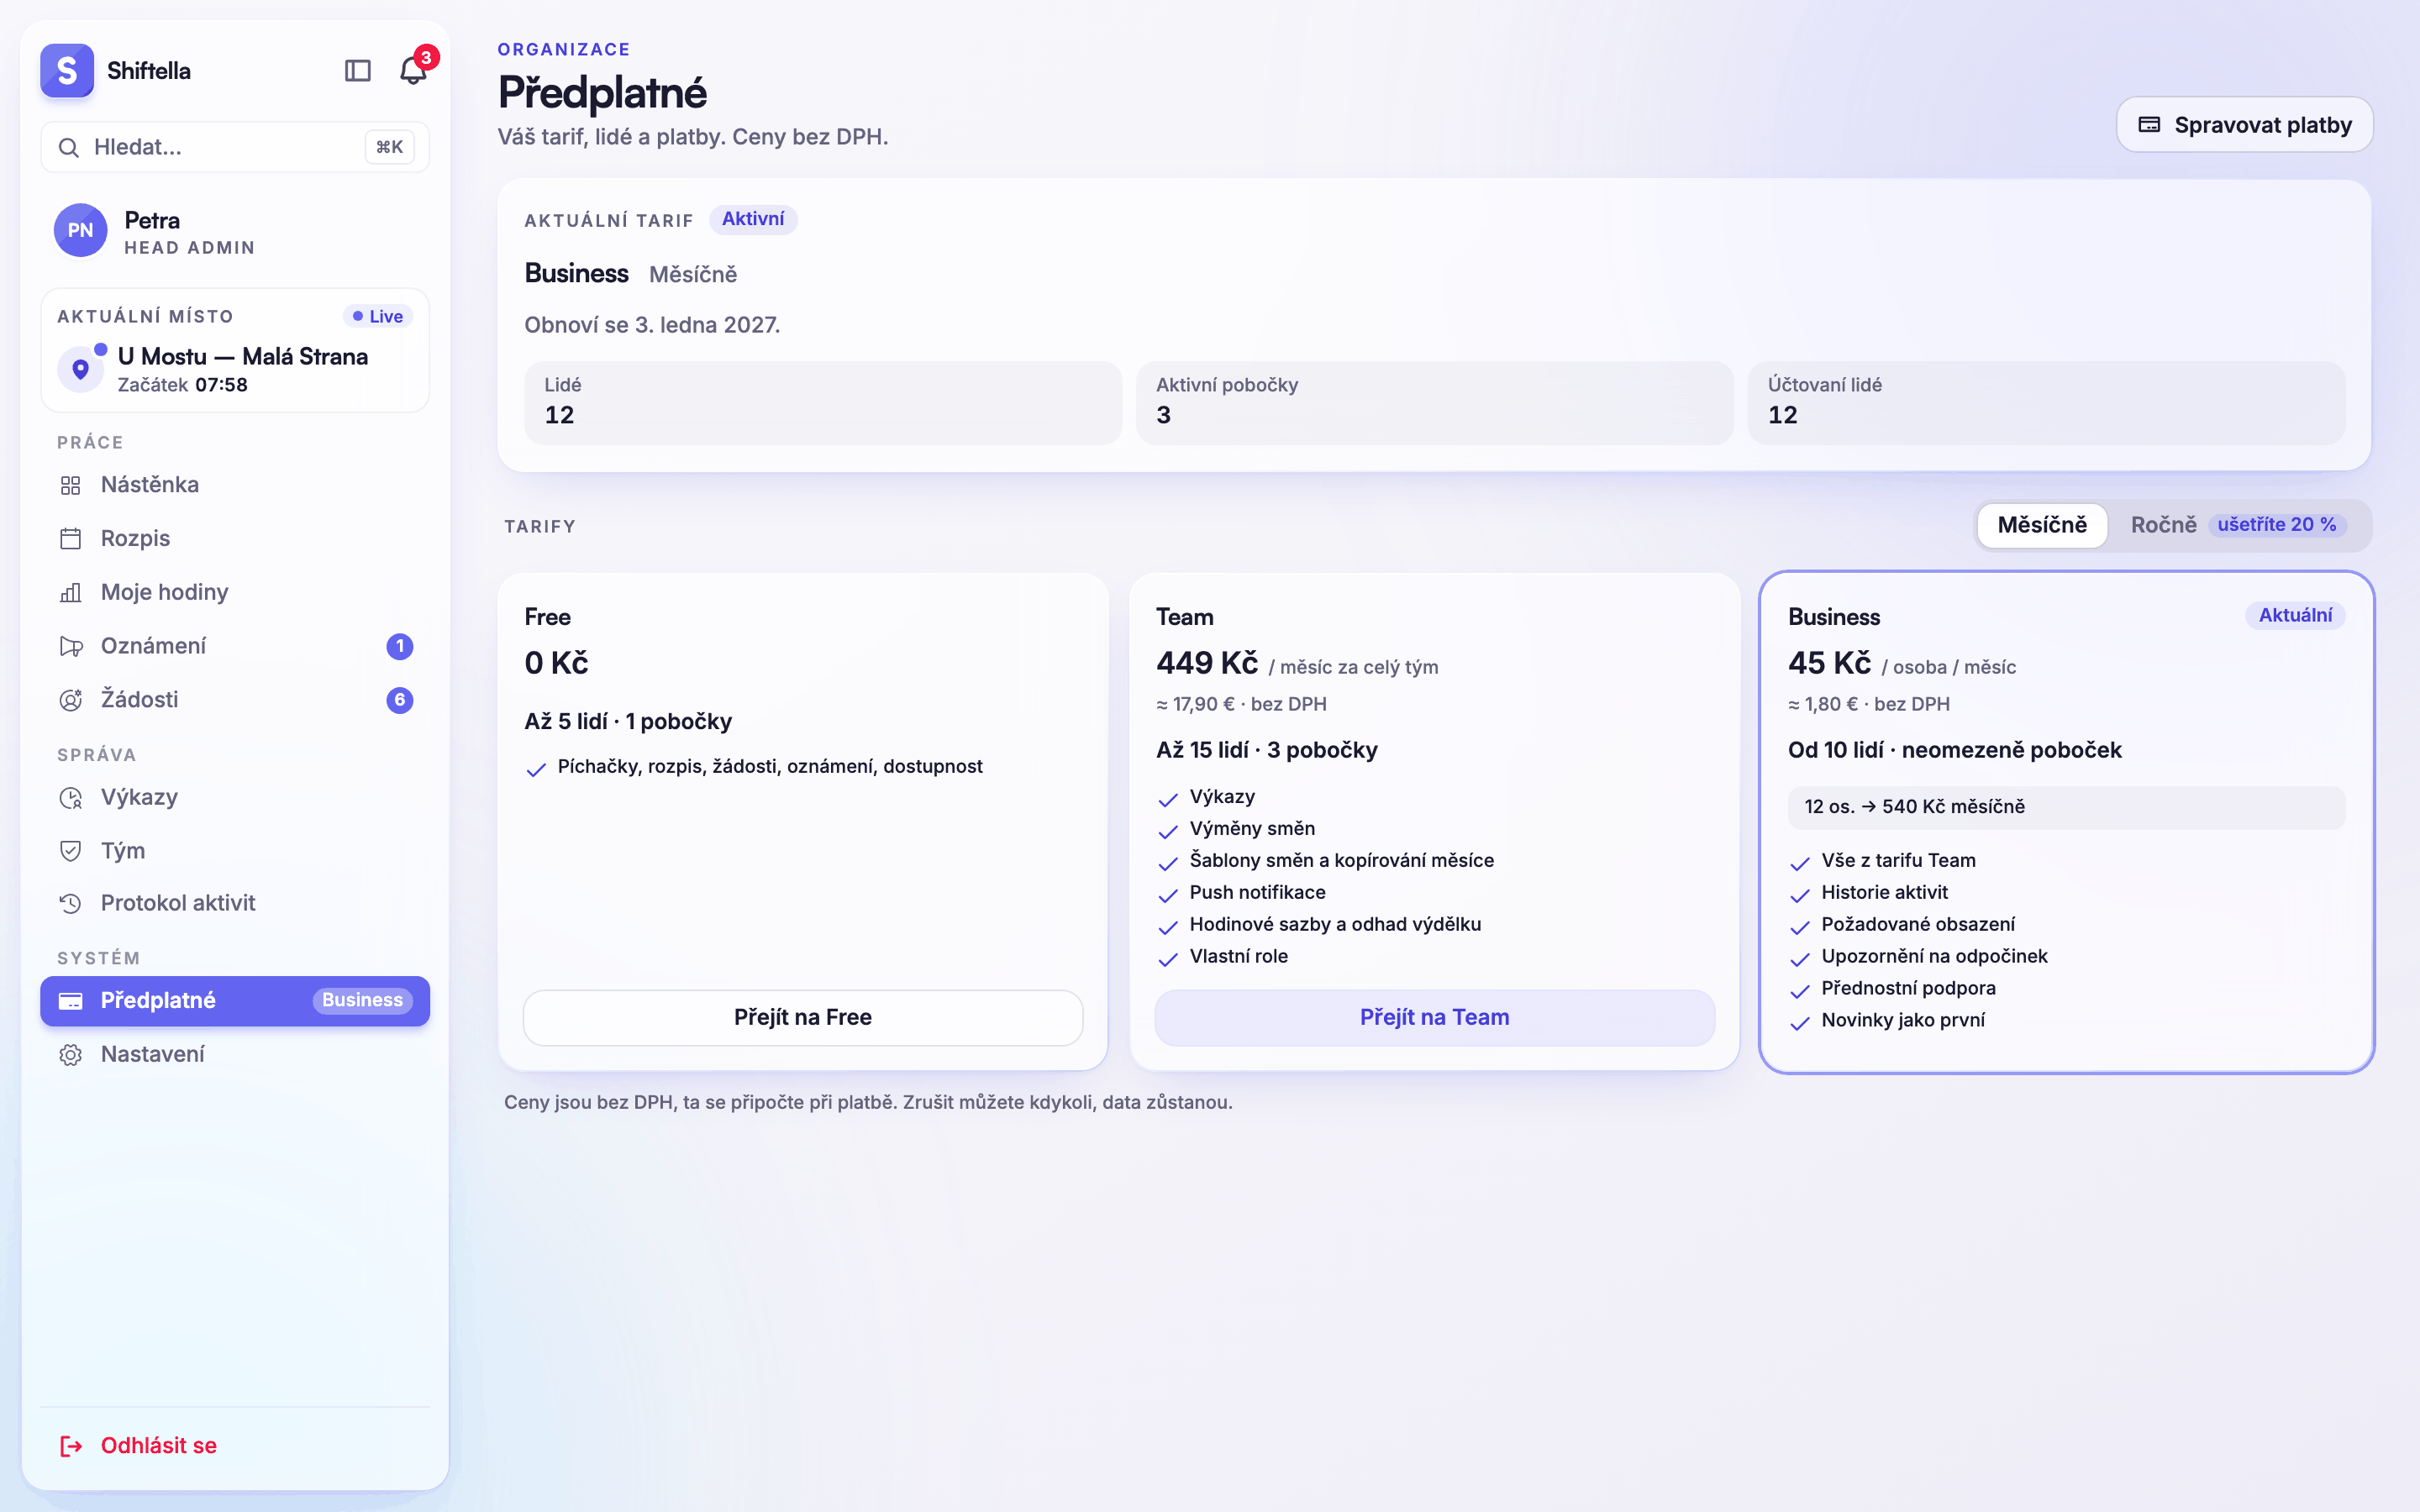 S Shiftella 3
Hledat... ⌘K
PN Petra
HEAD ADMIN
AKTUÁLNÍ MÍSTO Live
U Mostu — Malá Strana
Začátek 07:58
PRÁCE
Nástěnka
Rozpis
Moje hodiny
Oznámení 1
Žádosti 6
SPRÁVA
Výkazy
Tým
Protokol aktivit
SYSTÉM
Předplatné Business
Nastavení
Odhlásit se
ORGANIZACE
Předplatné
Váš tarif, lidé a platby. Ceny bez DPH.
Spravovat platby
AKTUÁLNÍ TARIF Aktivní
Business Měsíčně
Obnoví se 3. ledna 2027.
Lidé
12
Aktivní pobočky
3
Účtovaní lidé
12
TARIFY
Měsíčně Ročně ušetříte 20 %
Free
0 Kč
Až 5 lidí · 1 pobočky
Píchačky, rozpis, žádosti, oznámení, dostupnost
Přejít na Free
Team
449 Kč / měsíc za celý tým
≈ 17,90 € · bez DPH
Až 15 lidí · 3 pobočky
Výkazy
Výměny směn
Šablony směn a kopírování měsíce
Push notifikace
Hodinové sazby a odhad výdělku
Vlastní role
Přejít na Team
Business Aktuální
45 Kč / osoba / měsíc
≈ 1,80 € · bez DPH
Od 10 lidí · neomezeně poboček
12 os. → 540 Kč měsíčně
Vše z tarifu Team
Historie aktivit
Požadované obsazení
Upozornění na odpočinek
Přednostní podpora
Novinky jako první
Ceny jsou bez DPH, ta se připočte při platbě. Zrušit můžete kdykoli, data zůstanou.